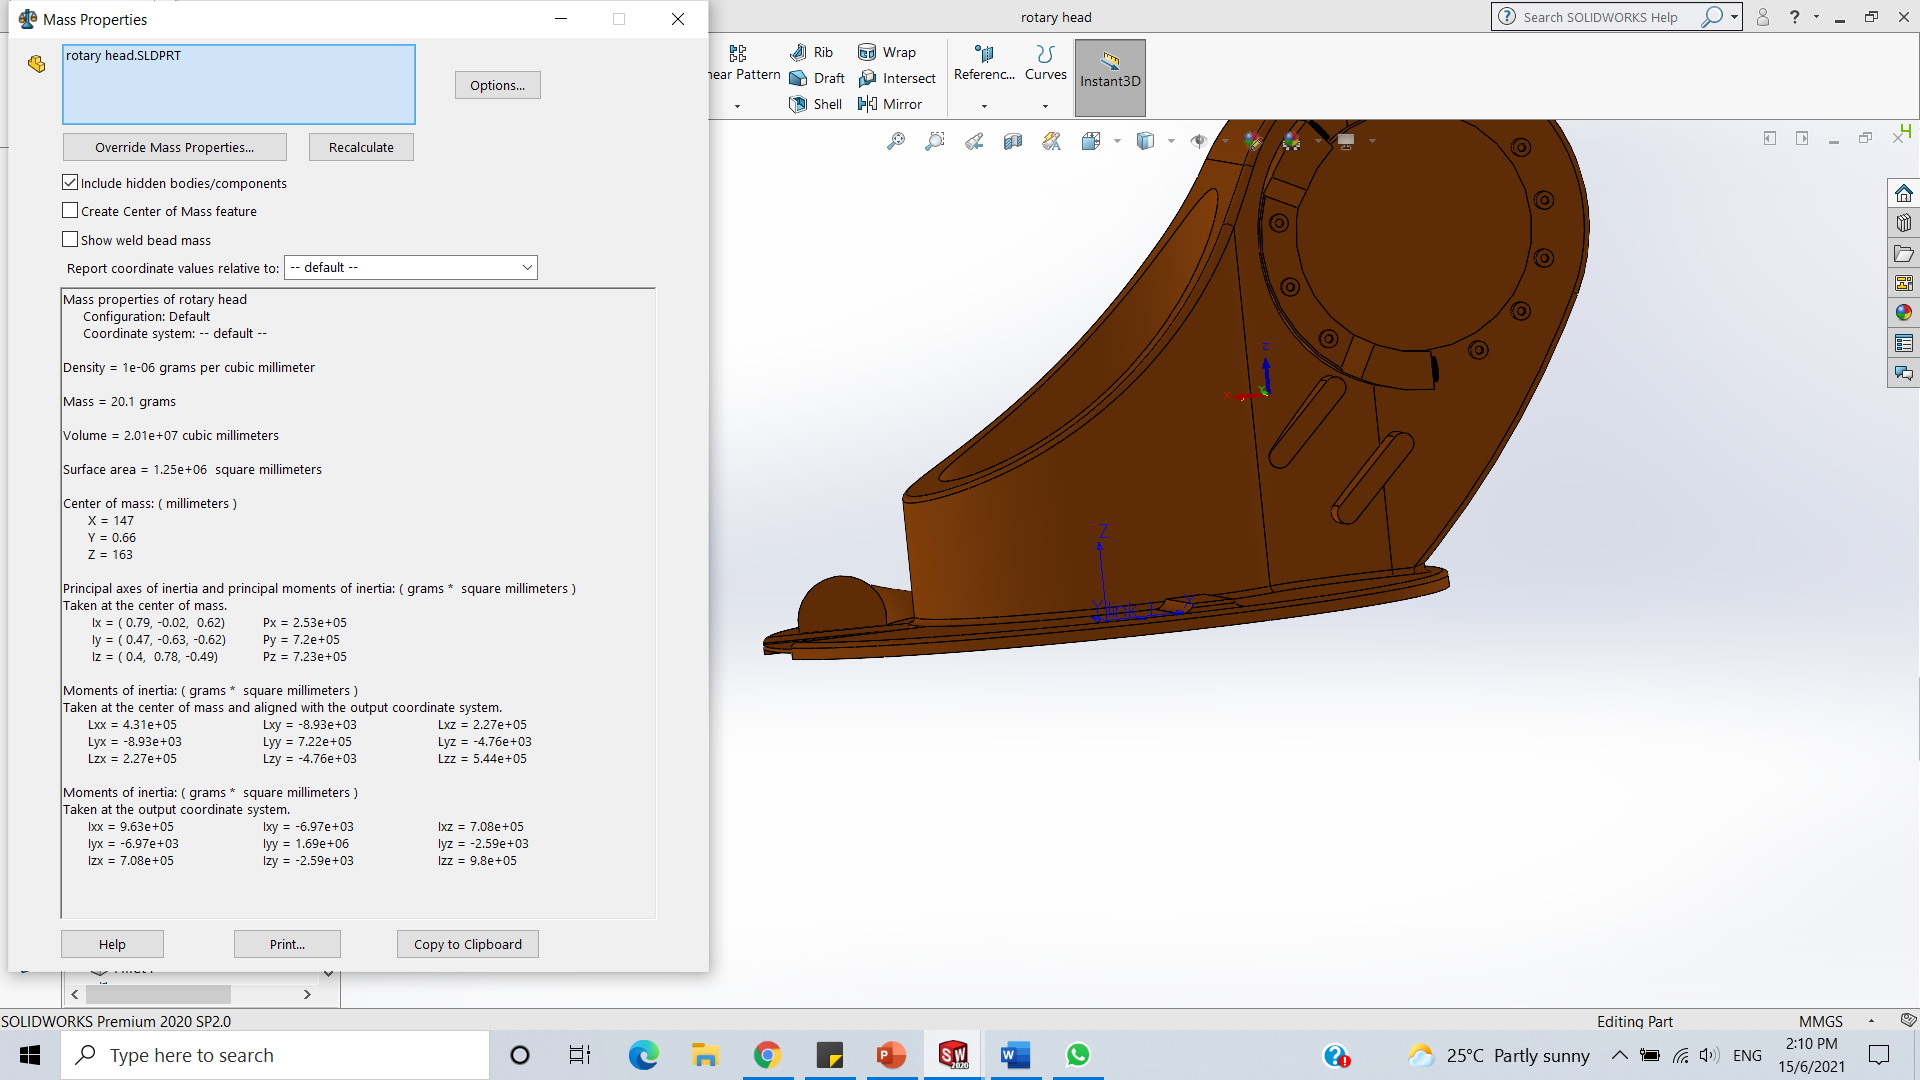 Mass Properties
rotary head.SLDPRT
Options...
Override Mass Properties...
Recalculate
Include hidden bodies/components
Create Center of Mass feature
Show weld bead mass
Report coordinate values relative to:
-- default --
Mass properties of rotary head
Configuration: Default
Coordinate system: -- default --
Density = 1e-06 grams per cubic millimeter
Mass = 20.1 grams
Volume = 2.01e+07 cubic millimeters
Surface area = 1.25e+06 square millimeters
Center of mass: ( millimeters )
X = 147
Y = 0.66
Z = 163
Principal axes of inertia and principal moments of inertia: ( grams * square millimeters )
Taken at the center of mass.
Ix = ( 0.79, -0.02, 0.62) Px = 2.53e+05
Iy = ( 0.47, -0.63, -0.62) Py = 7.2e+05
Iz = ( 0.4, 0.78, -0.49) Pz = 7.23e+05
Moments of inertia: ( grams * square millimeters )
Taken at the center of mass and aligned with the output coordinate system.
Lxx = 4.31e+05 Lxy = -8.93e+03 Lxz = 2.27e+05
Lyx = -8.93e+03 Lyy = 7.22e+05 Lyz = -4.76e+03
Lzx = 2.27e+05 Lzy = -4.76e+03 Lzz = 5.44e+05
Moments of inertia: ( grams * square millimeters )
Taken at the output coordinate system.
Ixx = 9.63e+05 Ixy = -6.97e+03 Ixz = 7.08e+05
Iyx = -6.97e+03 Iyy = 1.69e+06 Iyz = -2.59e+03
Izx = 7.08e+05 Izy = -2.59e+03 Izz = 9.8e+05
Help
Print...
Copy to Clipboard
rotary head
Search SOLIDWORKS Help
?
Rib
Wrap
near Pattern
Draft
Intersect
Referenc...
Curves
Instant3D
Shell
Mirror
4
Z
X
Z
SOLIDWORKS Premium 2020 SP2.0
Editing Part
MMGS
Type here to search
25°C Partly sunny
ENG
2:10 PM
15/6/2021